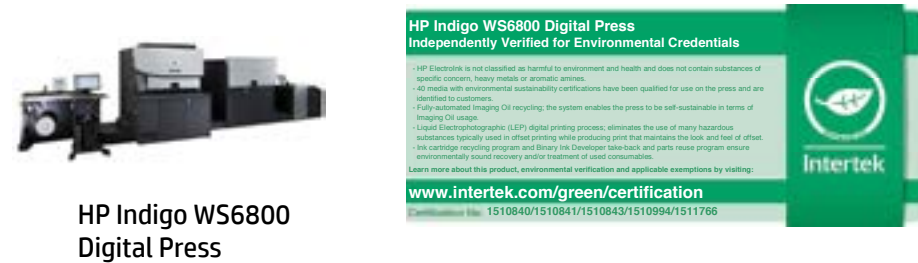 HP Indigo WS6800
Digital Press
HP Indigo WS6800 Digital Press
Independently Verified for Environmental Credentials
- HP ElectroInk is not classified as harmful to environment and health and does not contain substances of
specific concern, heavy metals or aromatic amines.
- 40 media with environmental sustainability certifications have been qualified for use on the press and are
identified to customers.
- Fully-automated Imaging Oil recycling; the system enables the press to be self-sustainable in terms of
Imaging Oil usage.
- Liquid Electrophotographic (LEP) digital printing process; eliminates the use of many hazardous
substances typically used in offset printing while producing print that maintains the look and feel of offset.
- Ink cartridge recycling program and Binary Ink Developer take-back and parts reuse program ensure
environmentally sound recovery and/or treatment of used consumables.
Learn more about this product, environmental verification and applicable exemptions by visiting:
www.intertek.com/green/certification
1510840/1510841/1510843/1510994/1511766
Intertek